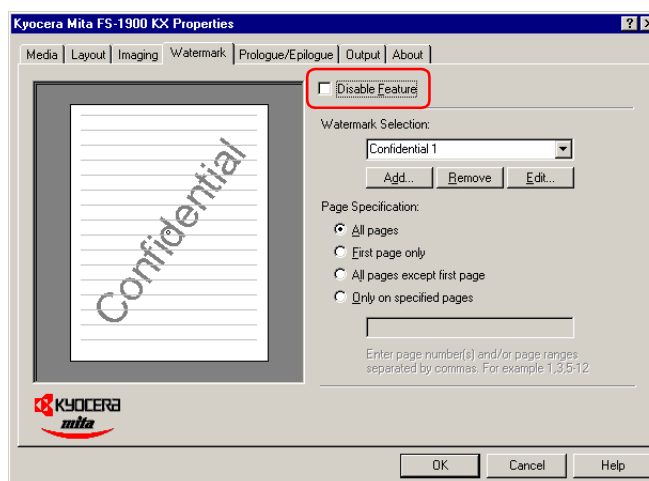 Kyocera Mita FS-1900 KX Properties
Media Layout Imaging Watermark Prologue/Epilogue Output About
Disable Feature
Watermark Selection:
Confidential 1
Add... Remove Edit...
Page Specification:
All pages
First page only
All pages except first page
Only on specified pages
Enter page number(s) and/or page ranges
separated by commas. For example 1,3,5-12
Confidential
KYOCERA
mita
OK Cancel Help